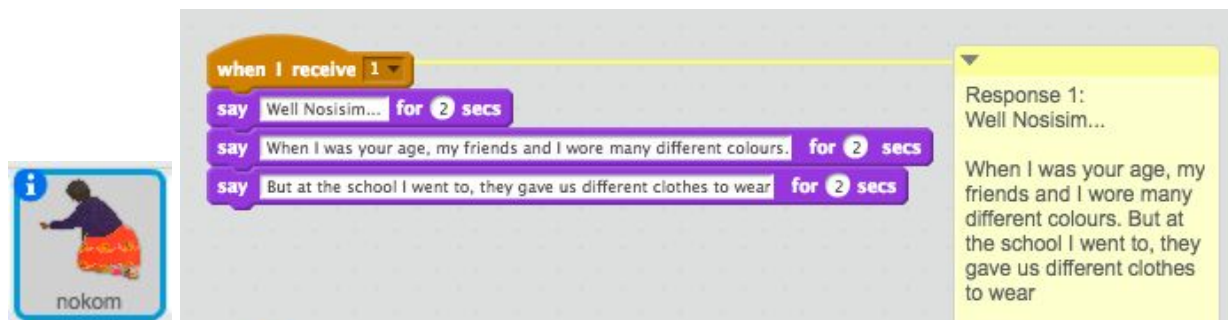 when I receive 1
say Well Nosisim... for 2 secs
say When I was your age, my friends and I wore many different colours. for 2 secs
say But at the school I went to, they gave us different clothes to wear for 2 secs
Response 1:
Well Nosisim...
When I was your age, my
friends and I wore many
different colours. But at
the school I went to, they
gave us different clothes
to wear
i
nokom